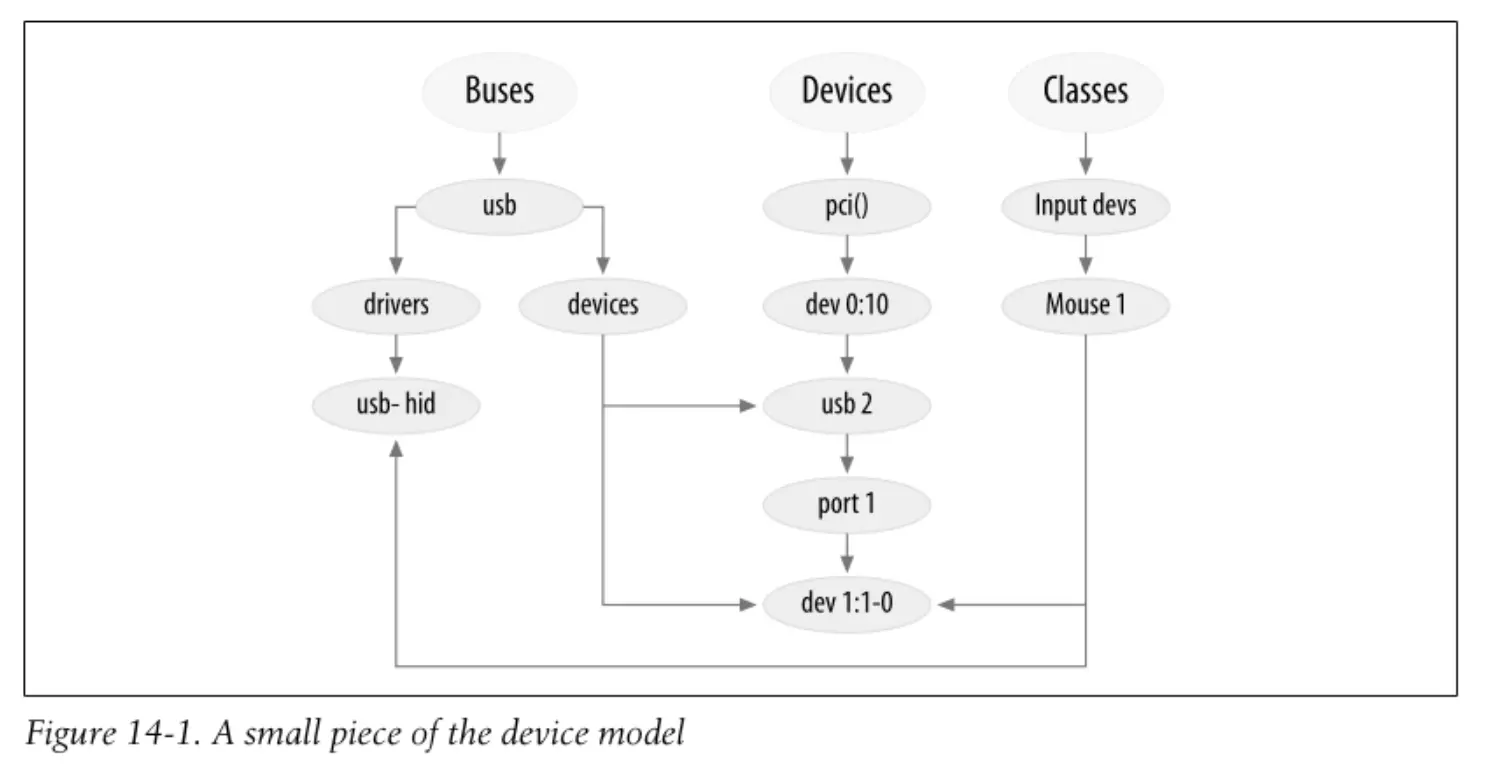 Buses
Devices
Classes
usb
pci()
Input devs
drivers
devices
dev 0:10
Mouse 1
usb- hid
usb 2
port 1
dev 1:1-0
Figure 14-1. A small piece of the device model